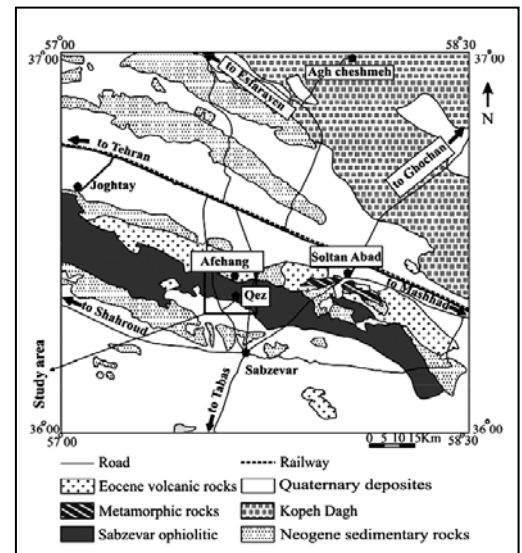 57°00'
58°30'
37°00'
37°00'
to Estarayen
Agh cheshmeh
N
to Ghochan
to Tehran
Joghtay
Afchang
Soltan Abad
Qez
to Mashhad
to Shahroud
Sabzevar
Study area
to Tabas
36°00'
36°00'
57°00'
0 5 10 15Km
58°30'
Road
Railway
Eocene volcanic rocks
Quaternary deposites
Metamorphic rocks
Kopeh Dagh
Sabzevar ophiolitic
Neogene sedimentary rocks